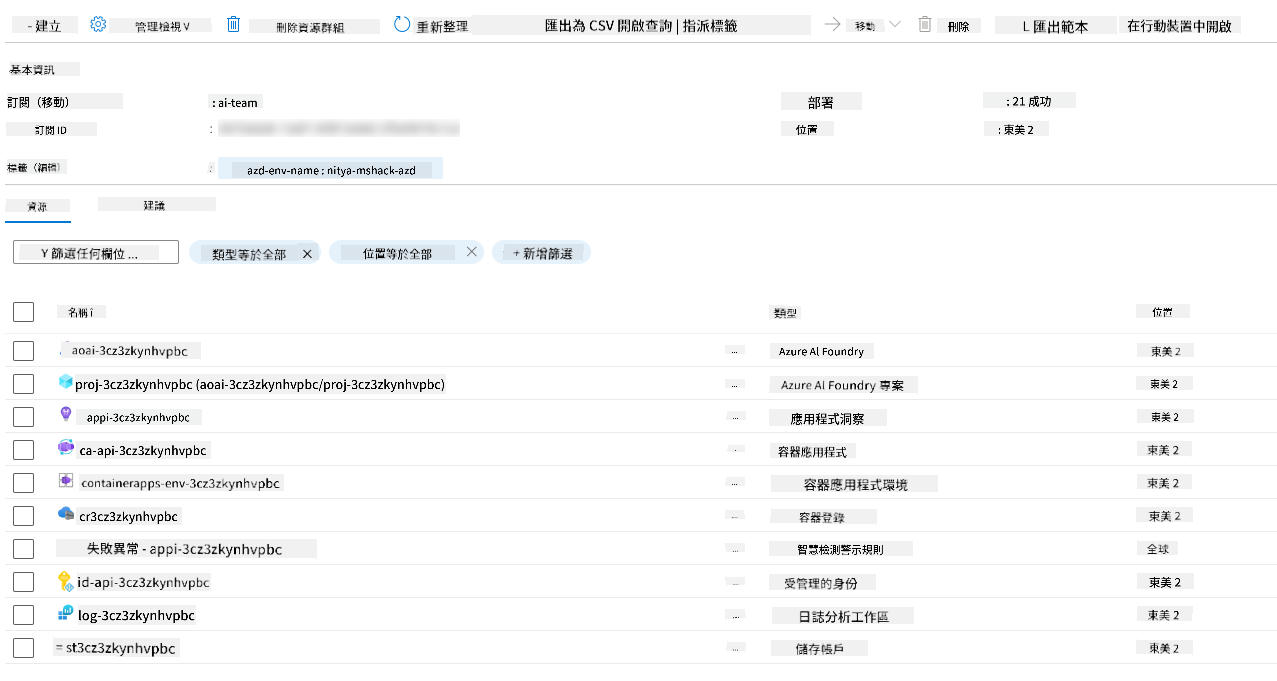 - 建立 管理檢視 V 刪除資源群組 重新整理 匯出為 CSV 開啟查詢 | 指派標籤 移動 刪除 L 匯出範本 在行動裝置中開啟
基本資訊
訂閱（移動） : ai-team 部署 : 21 成功
訂閱 ID : 位置 : 東美 2
標籤（編輯） : azd-env-name : nitya-mshack-azd
資源 建議
Y 篩選任何欄位 ... 類型等於全部 × 位置等於全部 × + 新增篩選
名稱 ↑ 類型 位置
aoai-3cz3zkynhvpbc ... Azure Al Foundry 東美 2
proj-3cz3zkynhvpbc (aoai-3cz3zkynhvpbc/proj-3cz3zkynhvpbc) ... Azure Al Foundry 專案 東美 2
appi-3cz3zkynhvpbc ... 應用程式洞察 東美 2
ca-api-3cz3zkynhvpbc 容器應用程式 東美 2
containerapps-env-3cz3zkynhvpbc ... 容器應用程式環境 東美 2
cr3cz3zkynhvpbc ... 容器登錄 東美 2
失敗異常 - appi-3cz3zkynhvpbc ... 智慧檢測警示規則 全球
id-api-3cz3zkynhvpbc ... 受管理的身份 東美 2
log-3cz3zkynhvpbc ... 日誌分析工作區 東美 2
= st3cz3zkynhvpbc ... 儲存帳戶 東美 2